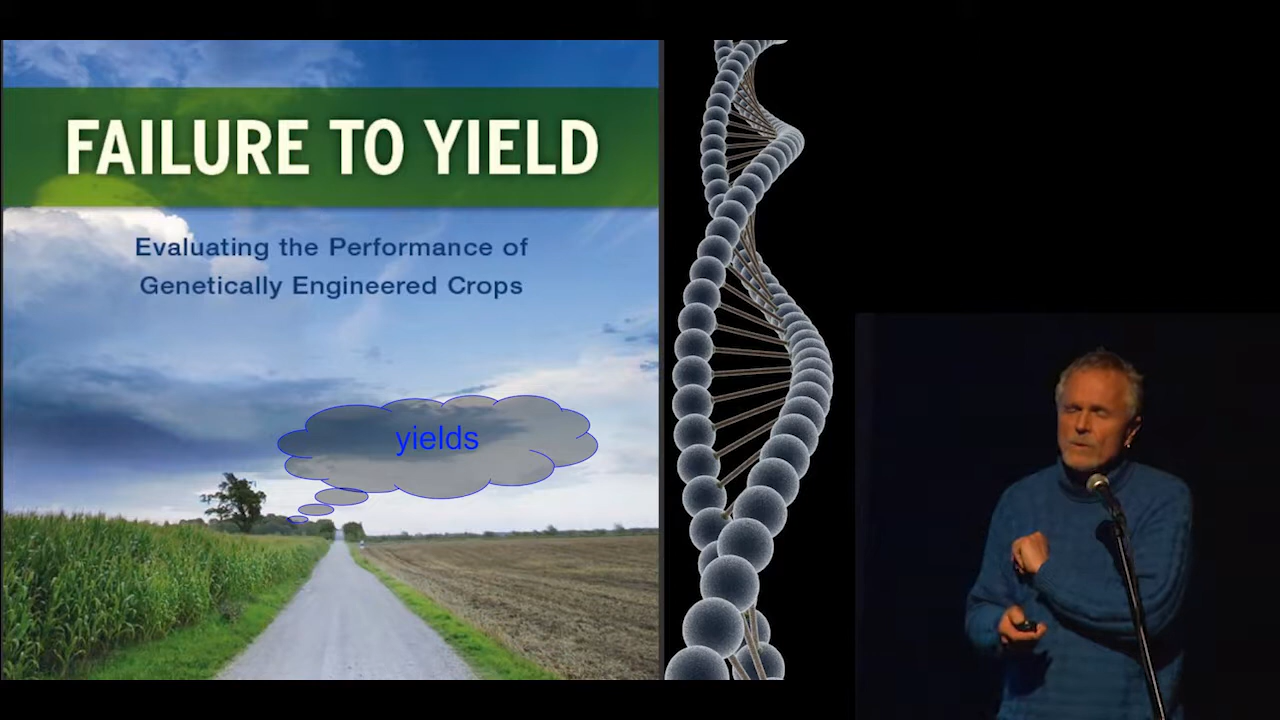 FAILURE TO YIELD
Evaluating the Performance of
Genetically Engineered Crops
yields